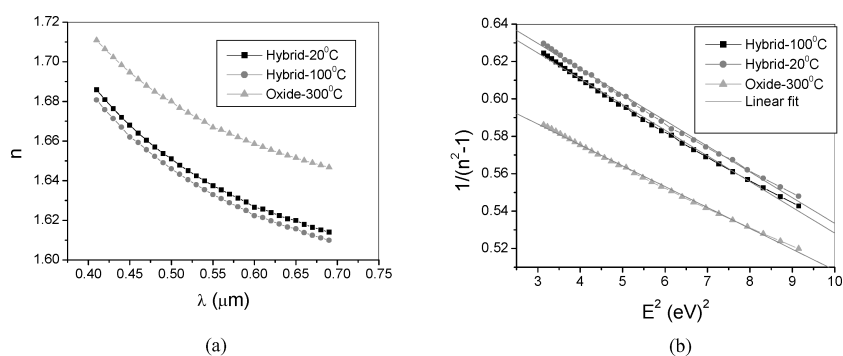 1.72
1.70
1.68
1.66
1.64
1.62
1.60
n
0.40 0.45 0.50 0.55 0.60 0.65 0.70 0.75
λ (μm)
Hybrid-20⁰C
Hybrid-100⁰C
Oxide-300⁰C
(a)
0.64
0.62
0.60
0.58
0.56
0.54
0.52
1/(n²-1)
3 4 5 6 7 8 9 10
E² (eV)²
Hybrid-100⁰C
Hybrid-20⁰C
Oxide-300⁰C
Linear fit
(b)